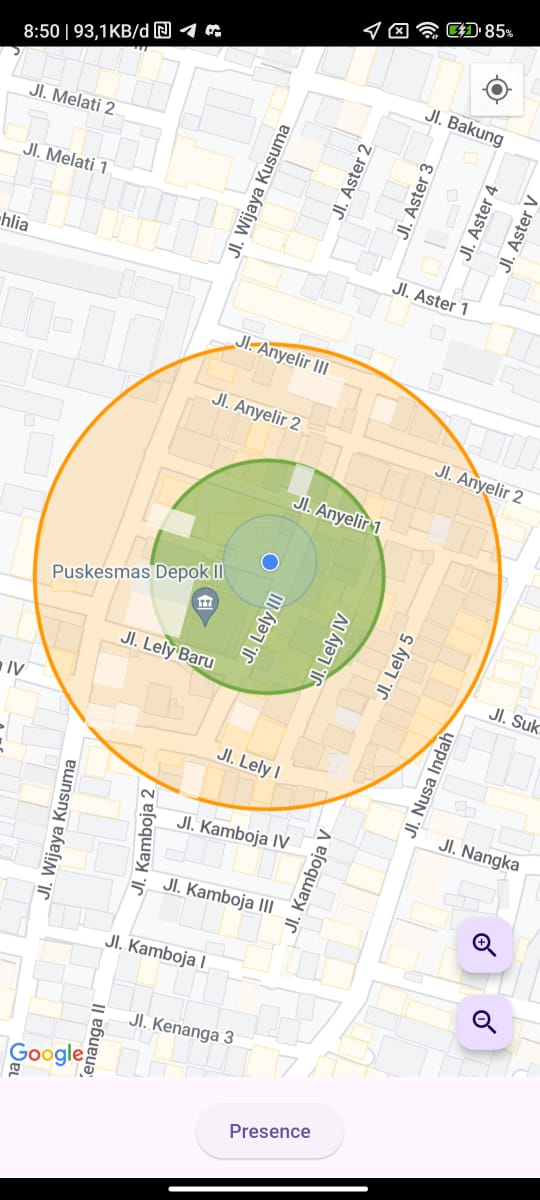 8:50 | 93,1KB/d
85%
Jl. Melati 2
Jl. Bakung
Jl. Melati 1
Jl. Wijaya Kusuma
Jl. Aster 2
Jl. Aster 3
Jl. Aster 4
Jl. Aster V
ahlia
Jl. Aster 1
Jl. Anyelir III
Jl. Anyelir 2
Jl. Anyelir 2
Jl. Anyelir 1
Puskesmas Depok II
Jl. Lely III
Jl. Lely IV
Jl. Lely Baru
Jl. Lely 5
IV
Jl. Suk
Jl. Lely I
Jl. Nusa Indah
Jl. Wijaya Kusuma
Jl. Kamboja 2
Jl. Kamboja IV
Jl. Kamboja V
Jl. Nangka
Jl. Kamboja III
Jl. Kamboja I
Jl. Kenanga 3
Kenanga II
Google
Presence